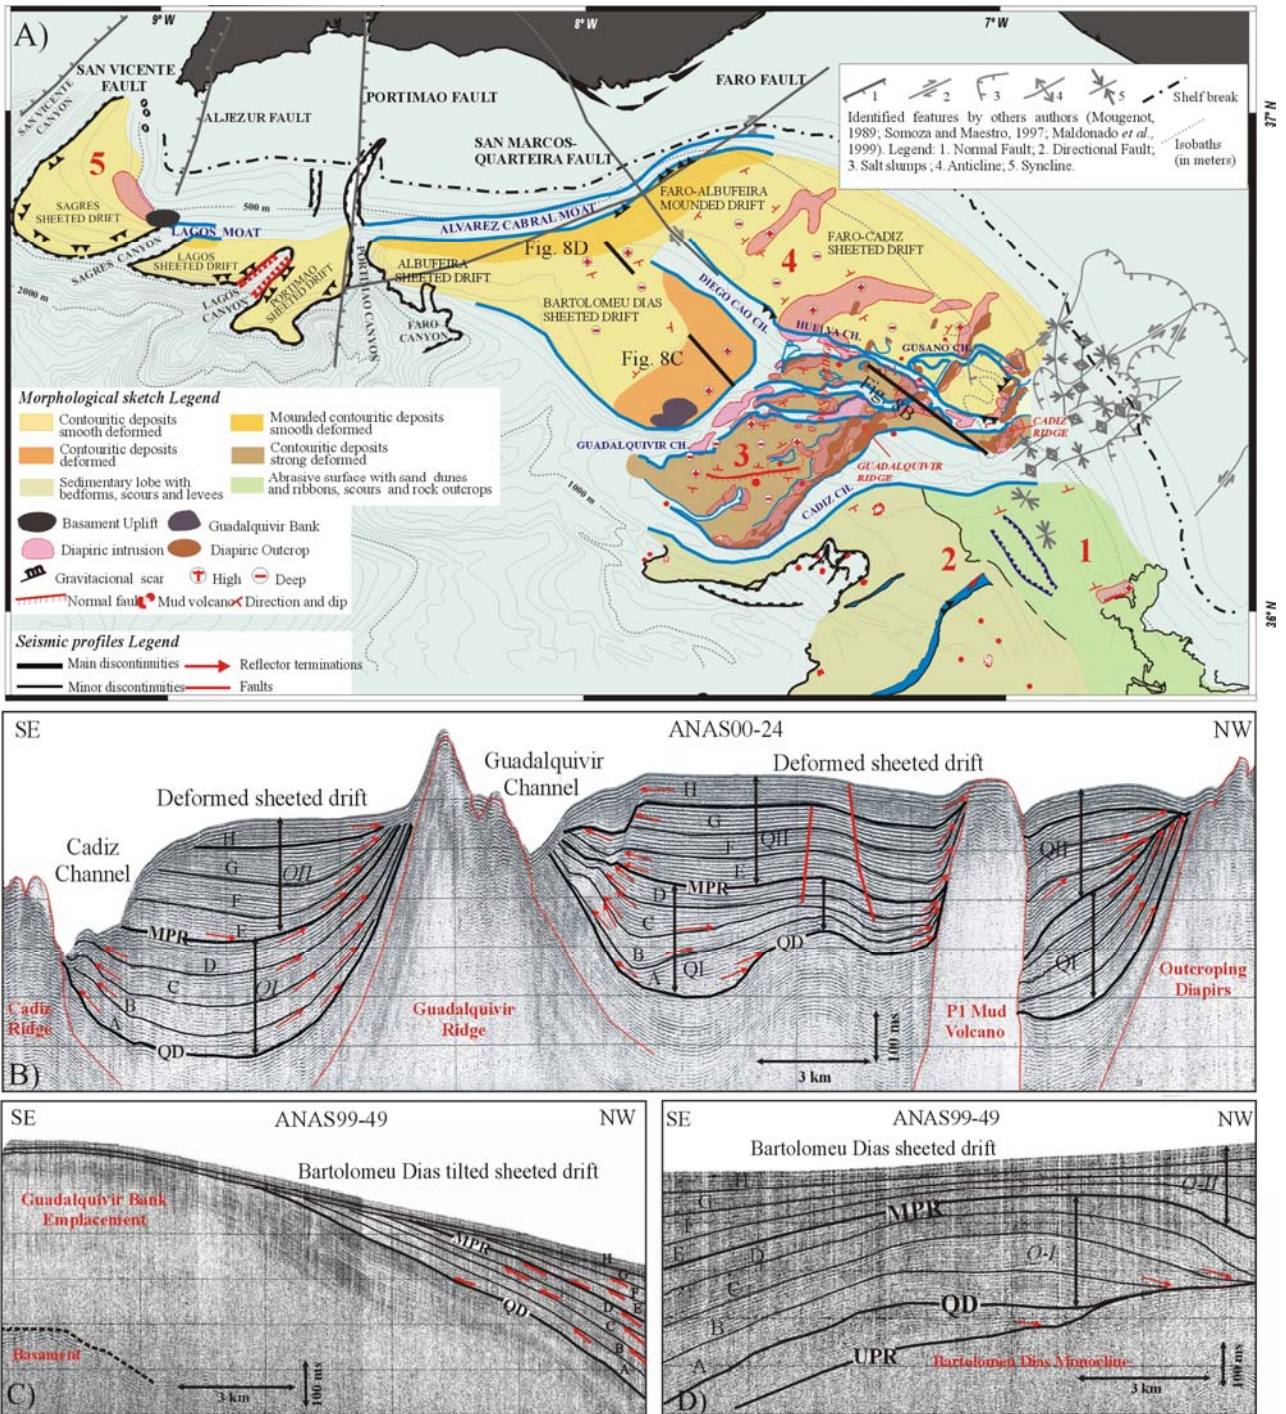 A)
9° W
8° W
7° W
37° N
36° N
SAN VICENTE
FAULT
SAN VICENTE
CANYON
ALJEZUR FAULT
PORTIMAO FAULT
SAN MARCOS-
QUARTEIRA FAULT
FARO FAULT
1
2
3
4
5
Shelf break
Isobaths
(in meters)
Identified features by others authors (Mougenot,
1989; Somoza and Maestro, 1997; Maldonado et al.,
1999). Legend: 1. Normal Fault; 2. Directional Fault;
3. Salt slumps ; 4. Anticline; 5. Syncline.
5
SAGRES
SHEETED DRIFT
500 m
LAGOS MOAT
ALVAREZ CABRAL MOAT
FARO-ALBUFEIRA
MOUNDED DRIFT
4
FARO-CADIZ
SHEETED DRIFT
SAGRES CANYON
LAGOS
SHEETED DRIFT
LAGOS
CANYON
PORTIMAO
SHEETED DRIFT
PORTIMAO CANYON
2000 m
ALBUFEIRA
SHEETED DRIFT
FARO
CANYON
Fig. 8D
BARTOLOMEU DIAS
SHEETED DRIFT
DIEGO CAO CH.
HUELVA CH.
GUSANO CH.
Fig. 8C
Fig. 8B
CADIZ
RIDGE
GUADALQUIVIR CH.
3
GUADALQUIVIR
RIDGE
CADIZ CH.
1000 m
2
1
Morphological sketch Legend
Contouritic deposits
smooth deformed
Mounded contouritic deposits
smooth deformed
Contouritic deposits
deformed
Contouritic deposits
strong deformed
Sedimentary lobe with
bedforms, scours and levees
Abrasive surface with sand dunes
and ribbons, scours and rock outcrops
Basament Uplift
Guadalquivir Bank
Diapiric intrusion
Diapiric Outcrop
Gravitacional scar
High
Deep
Normal fault
Mud volcano
Direction and dip
Seismic profiles Legend
Main discontinuities
Reflector terminations
Minor discontinuities
Faults
SE
ANAS00-24
NW
Deformed sheeted drift
Guadalquivir
Channel
Deformed sheeted drift
Cadiz
Channel
H
G
F
E
QII
MPR
D
C
B
A
QI
QD
H
G
F
E
QII
MPR
D
C
B
A
QI
QD
QII
QI
Cadiz
Ridge
Guadalquivir
Ridge
P1 Mud
Volcano
Outcroping
Diapirs
3 km
100 ms
B)
SE
ANAS99-49
NW
Bartolomeu Dias tilted sheeted drift
Guadalquivir Bank
Emplacement
MPR
QD
H
G
F
E
D
C
B
A
Basament
3 km
100 ms
C)
SE
ANAS99-49
NW
Bartolomeu Dias sheeted drift
H
G
F
E
D
C
B
A
MPR
Q-II
Q-I
QD
UPR
Bartolomeu Dias Monocline
3 km
100 ms
D)